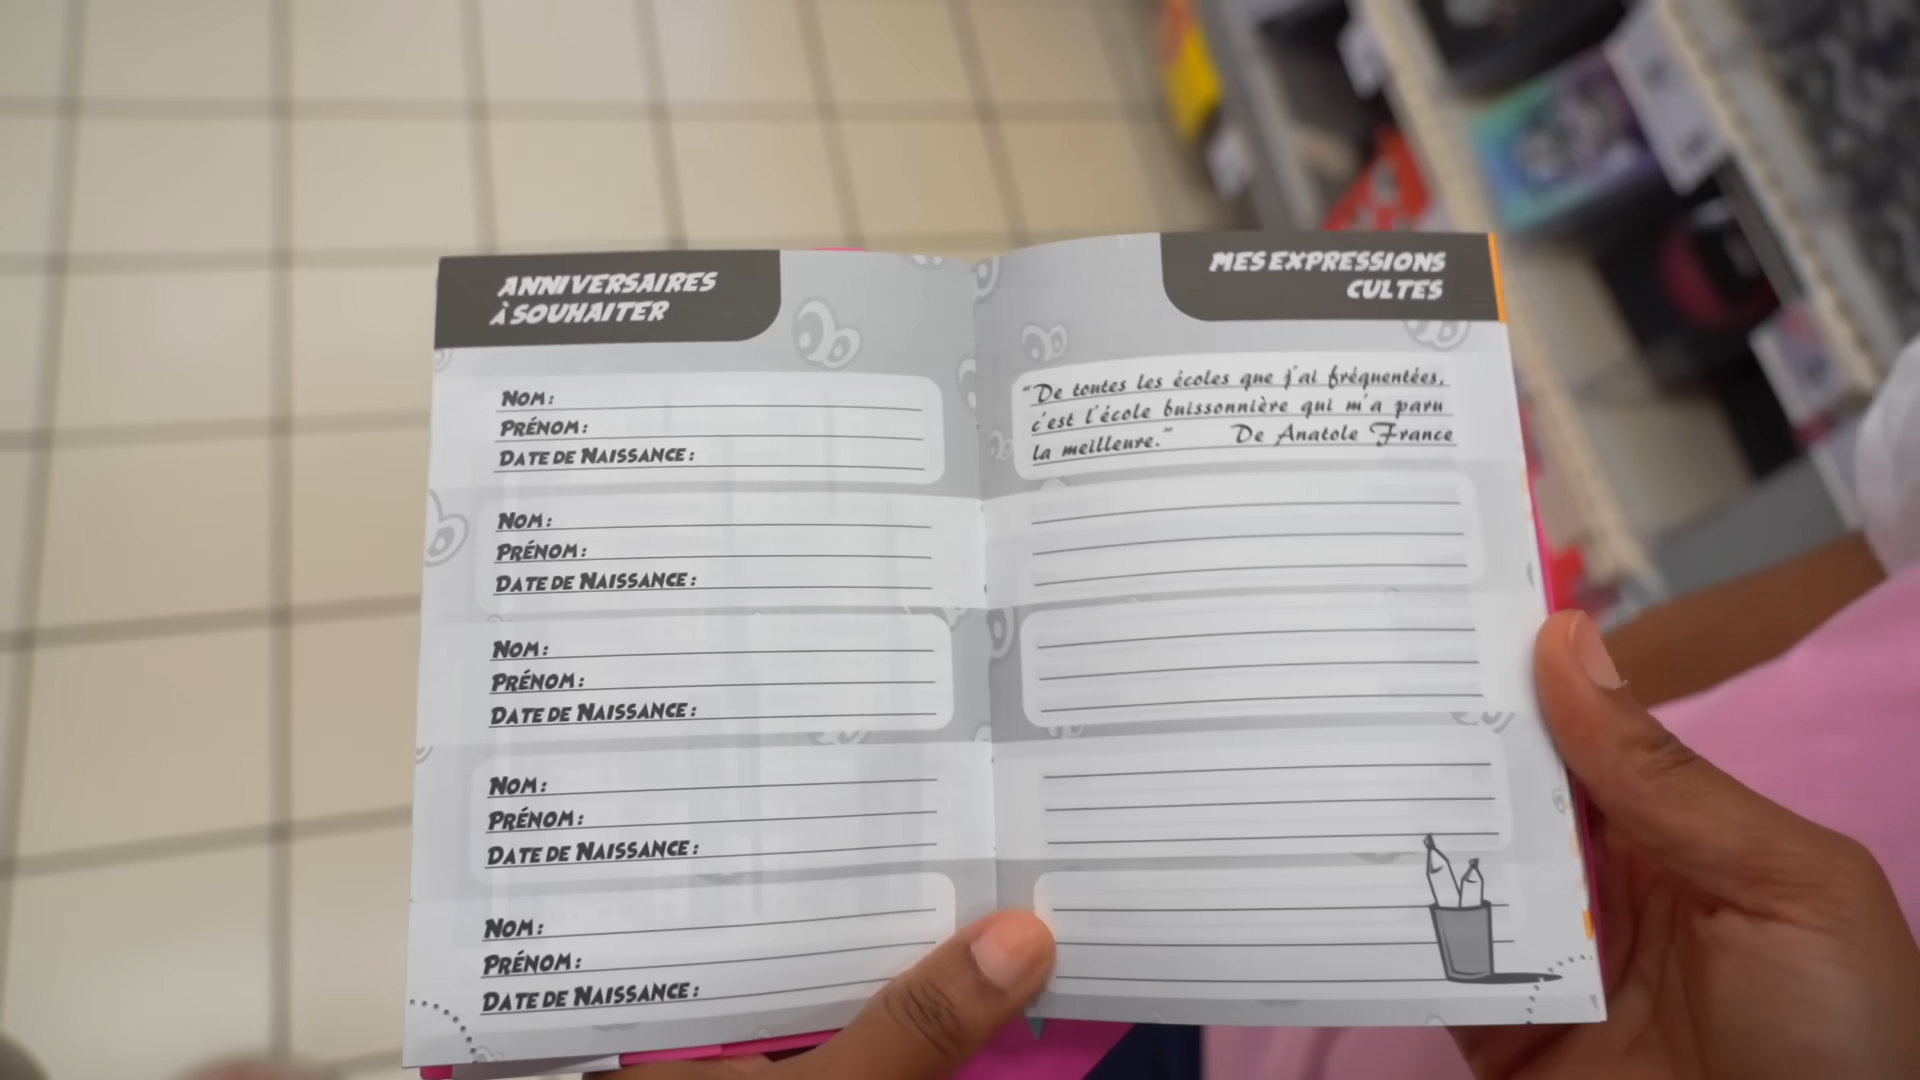 ANNIVERSAIRES
À SOUHAITER
NOM:
PRÉNOM:
DATE DE NAISSANCE:
NOM:
PRÉNOM:
DATE DE NAISSANCE:
NOM:
PRÉNOM:
DATE DE NAISSANCE:
NOM:
PRÉNOM:
DATE DE NAISSANCE:
NOM:
PRÉNOM:
DATE DE NAISSANCE:
MES EXPRESSIONS
CULTES
“De toutes les écoles que j'ai fréquentées,
c'est l'école buissonnière qui m'a paru
la meilleure.” De Anatole France